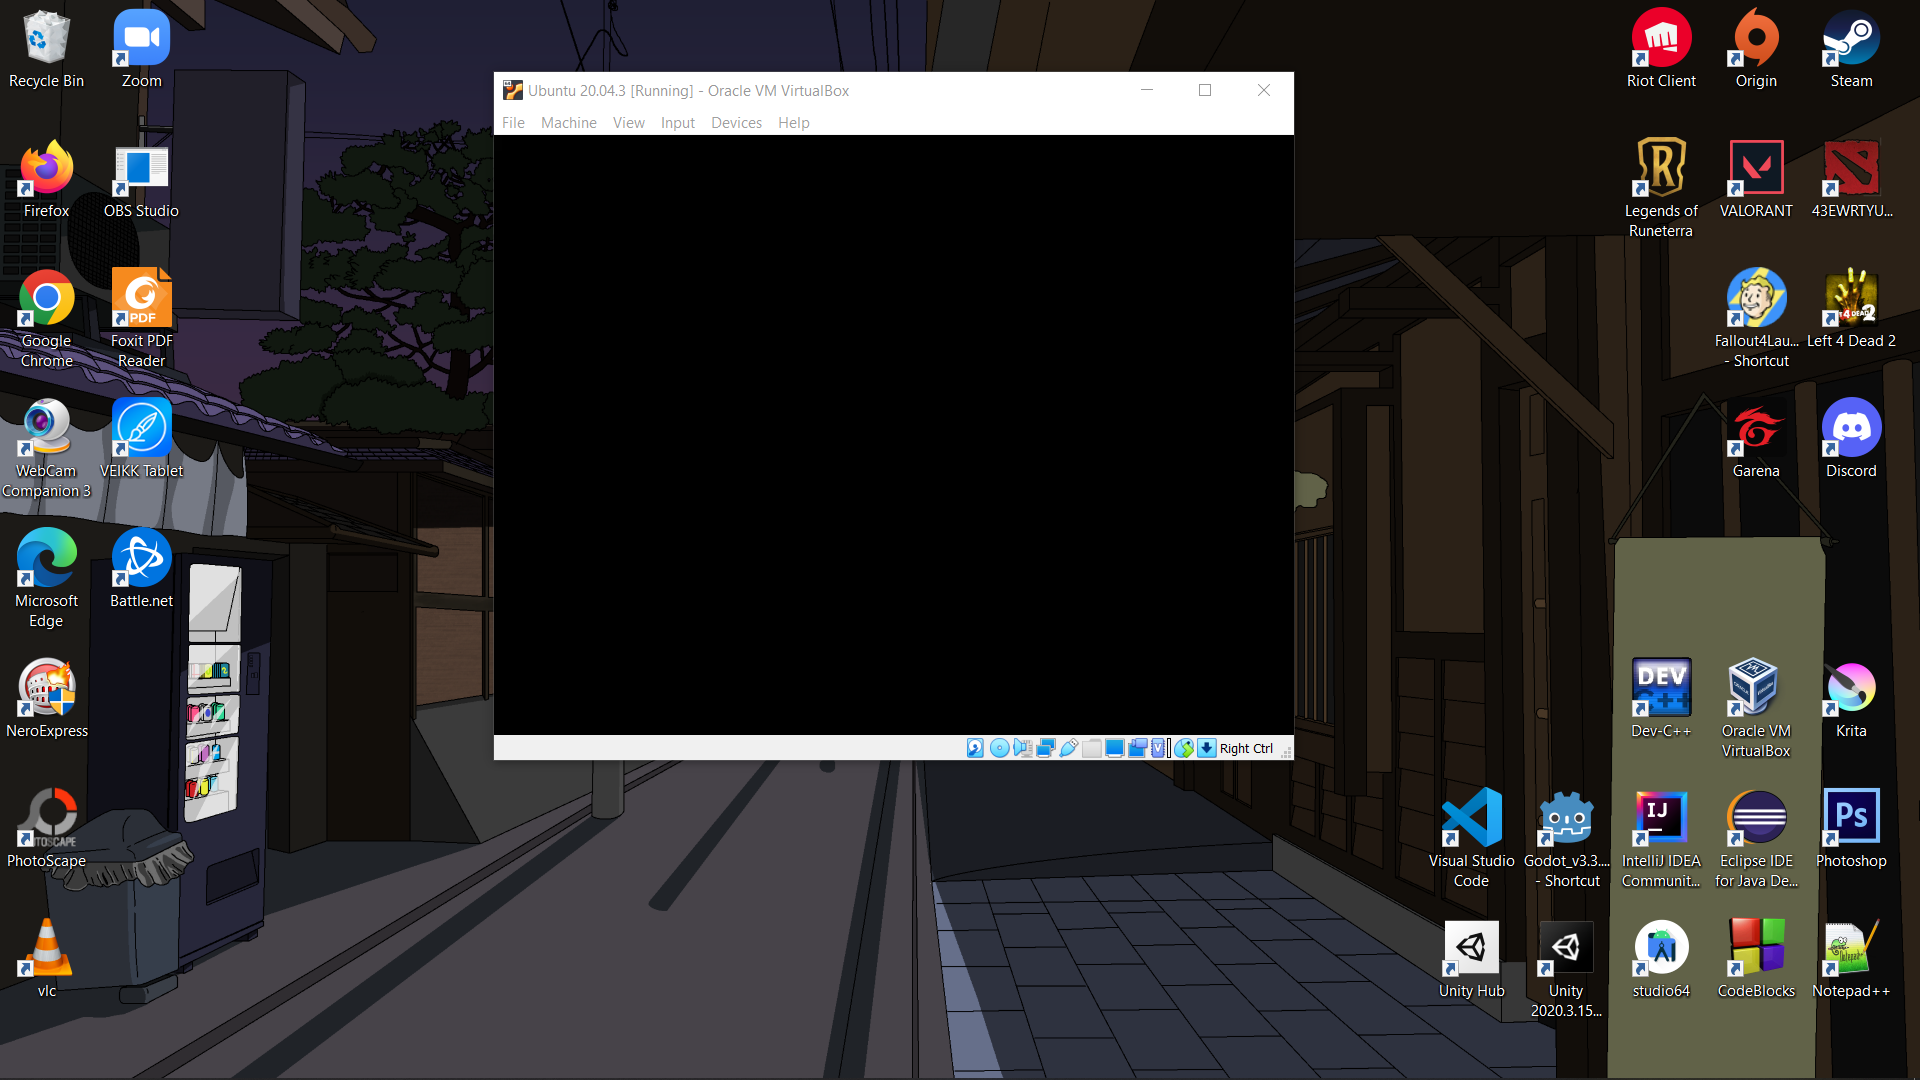 Recycle Bin
Zoom
Firefox
OBS Studio
Google
Chrome
PDF
Foxit PDF
Reader
WebCam
Companion 3
VEIKK Tablet
Microsoft
Edge
Battle.net
NeroExpress
PhotoScape
vlc
Ubuntu 20.04.3 [Running] - Oracle VM VirtualBox
File Machine View Input Devices Help
Right Ctrl
Riot Client
Origin
Steam
Legends of
Runeterra
VALORANT
43EWRTYU...
Fallout4Lau...
- Shortcut
Left 4 Dead 2
Garena
Discord
DEV
C++
Dev-C++
Oracle VM
VirtualBox
Krita
Visual Studio
Code
Godot_v3.3....
- Shortcut
IJ
IntelliJ IDEA
Communit...
Eclipse IDE
for Java De...
Ps
Photoshop
Unity Hub
Unity
2020.3.15...
studio64
CodeBlocks
Notepad++